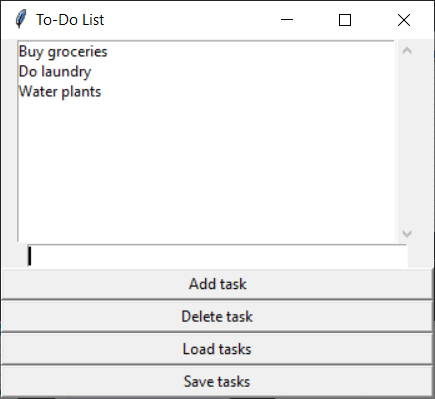 To-Do List
Buy groceries
Do laundry
Water plants
Add task
Delete task
Load tasks
Save tasks